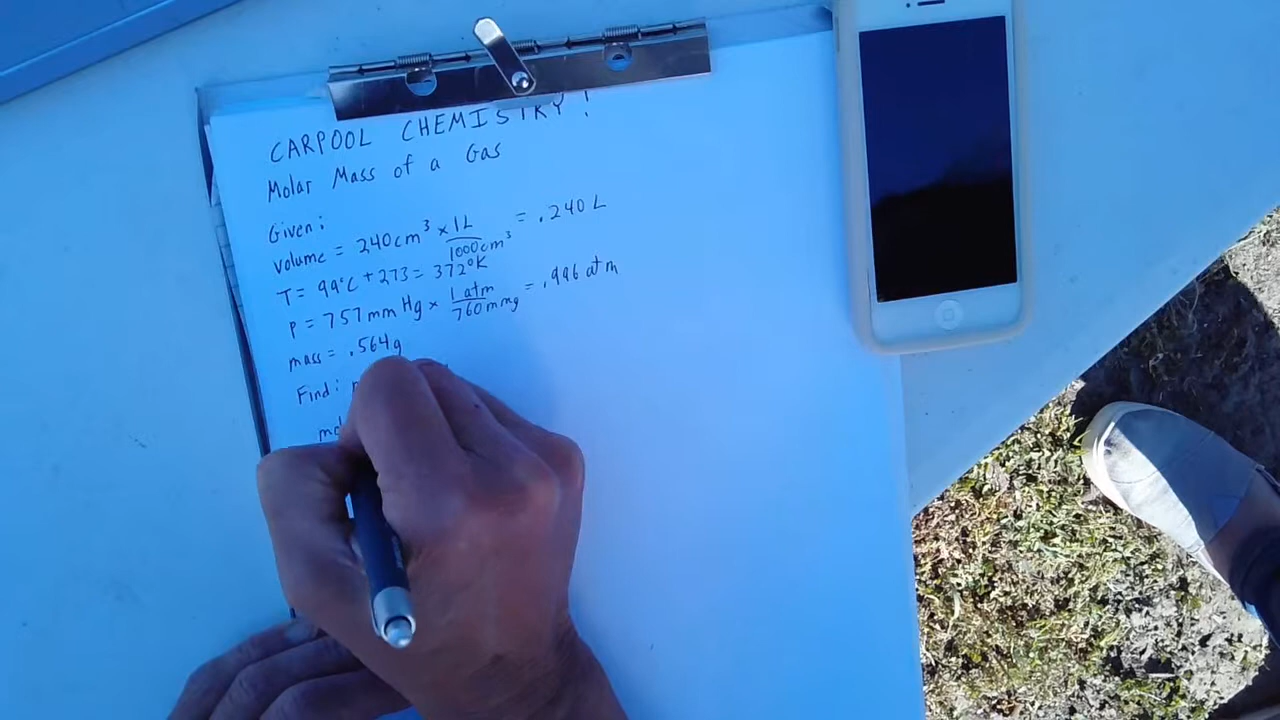 CARPOOL CHEMISTRY!
Molar Mass of a Gas
Given:
Volume = 240cm³ × 1L/1000cm³ = .240 L
T = 99°C + 273 = 372°K
P = 757 mm Hg × 1 atm/760 mmHg = .996 atm
mass = .564g
Find: